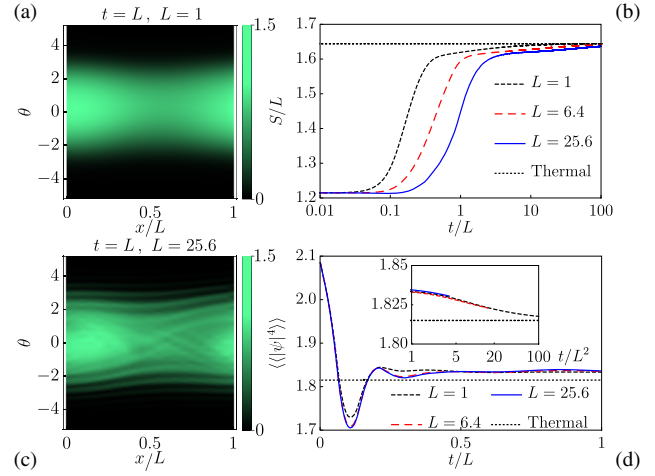 (a)
t = L , L = 1
θ
4
2
0
−2
−4
0
0.5
1
x/L
1.5
0
(b)
S/L
1.7
1.6
1.5
1.4
1.3
1.2
0.01
0.1
1
10
100
t/L
L = 1
L = 6.4
L = 25.6
Thermal
(c)
t = L, L = 25.6
θ
4
2
0
−2
−4
0
0.5
1
x/L
1.5
0
(d)
⟨⟨|ψ|⁴⟩⟩
2.1
2.0
1.9
1.8
1.7
0
0.5
1
t/L
1.85
1.825
1.80
1
5
20
100
t/L²
L = 1
L = 6.4
L = 25.6
Thermal